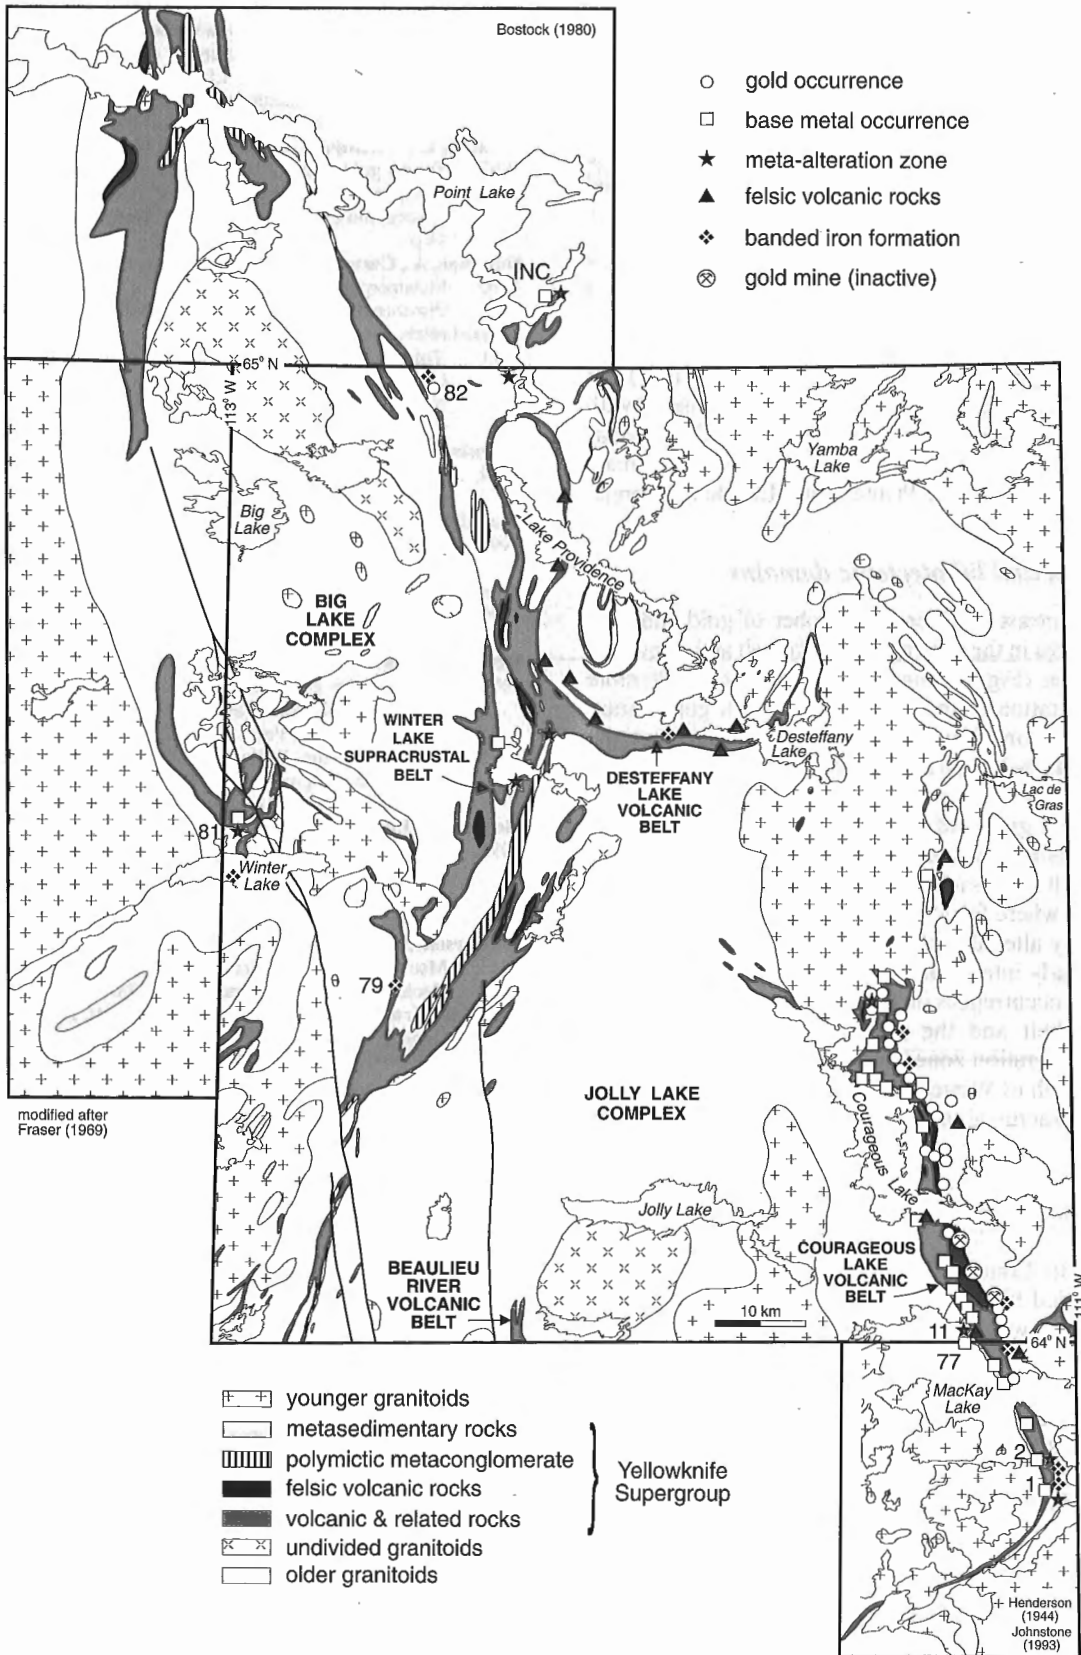 Bostock (1980)
gold occurrence
base metal occurrence
meta-alteration zone
felsic volcanic rocks
banded iron formation
gold mine (inactive)
Point Lake
INC
65° N
113° W
82
Yamba
Lake
Big
Lake
Lake Providence
BIG
LAKE
COMPLEX
WINTER
LAKE
SUPRACRUSTAL
BELT
Desteffany
Lake
DESTEFFANY
LAKE
VOLCANIC
BELT
Lac de
Gras
81
Winter
Lake
79
modified after
Fraser (1969)
JOLLY LAKE
COMPLEX
Courageous Lake
Jolly Lake
BEAULIEU
RIVER
VOLCANIC
BELT
COURAGEOUS
LAKE
VOLCANIC
BELT
10 km
111° W
11
64° N
77
MacKay
Lake
2
1
Henderson
(1944)
Johnstone
(1993)
younger granitoids
metasedimentary rocks
polymictic metaconglomerate
felsic volcanic rocks
volcanic & related rocks
undivided granitoids
older granitoids
Yellowknife
Supergroup